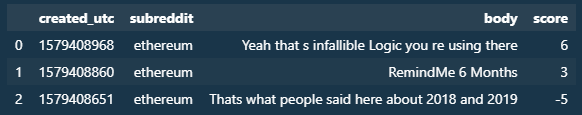 created_utc subreddit body score
0 1579408968 ethereum Yeah that s infallible Logic you re using there 6
1 1579408860 ethereum RemindMe 6 Months 3
2 1579408651 ethereum Thats what people said here about 2018 and 2019 -5